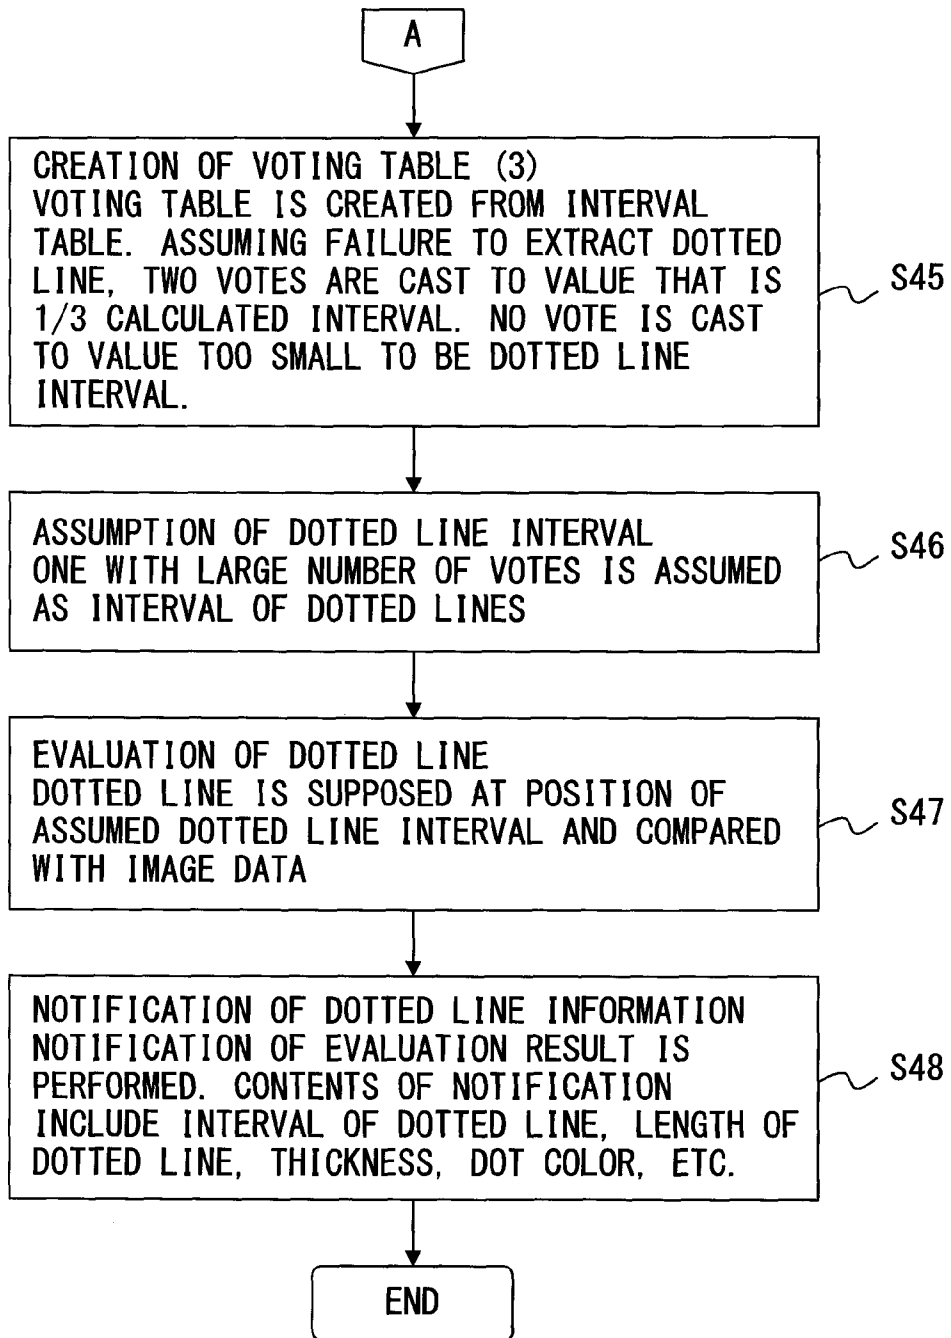 A
CREATION OF VOTING TABLE (3)
VOTING TABLE IS CREATED FROM INTERVAL
TABLE. ASSUMING FAILURE TO EXTRACT DOTTED
LINE, TWO VOTES ARE CAST TO VALUE THAT IS
1/3 CALCULATED INTERVAL. NO VOTE IS CAST
TO VALUE TOO SMALL TO BE DOTTED LINE
INTERVAL.
S45
ASSUMPTION OF DOTTED LINE INTERVAL
ONE WITH LARGE NUMBER OF VOTES IS ASSUMED
AS INTERVAL OF DOTTED LINES
S46
EVALUATION OF DOTTED LINE
DOTTED LINE IS SUPPOSED AT POSITION OF
ASSUMED DOTTED LINE INTERVAL AND COMPARED
WITH IMAGE DATA
S47
NOTIFICATION OF DOTTED LINE INFORMATION
NOTIFICATION OF EVALUATION RESULT IS
PERFORMED. CONTENTS OF NOTIFICATION
INCLUDE INTERVAL OF DOTTED LINE, LENGTH OF
DOTTED LINE, THICKNESS, DOT COLOR, ETC.
S48
END